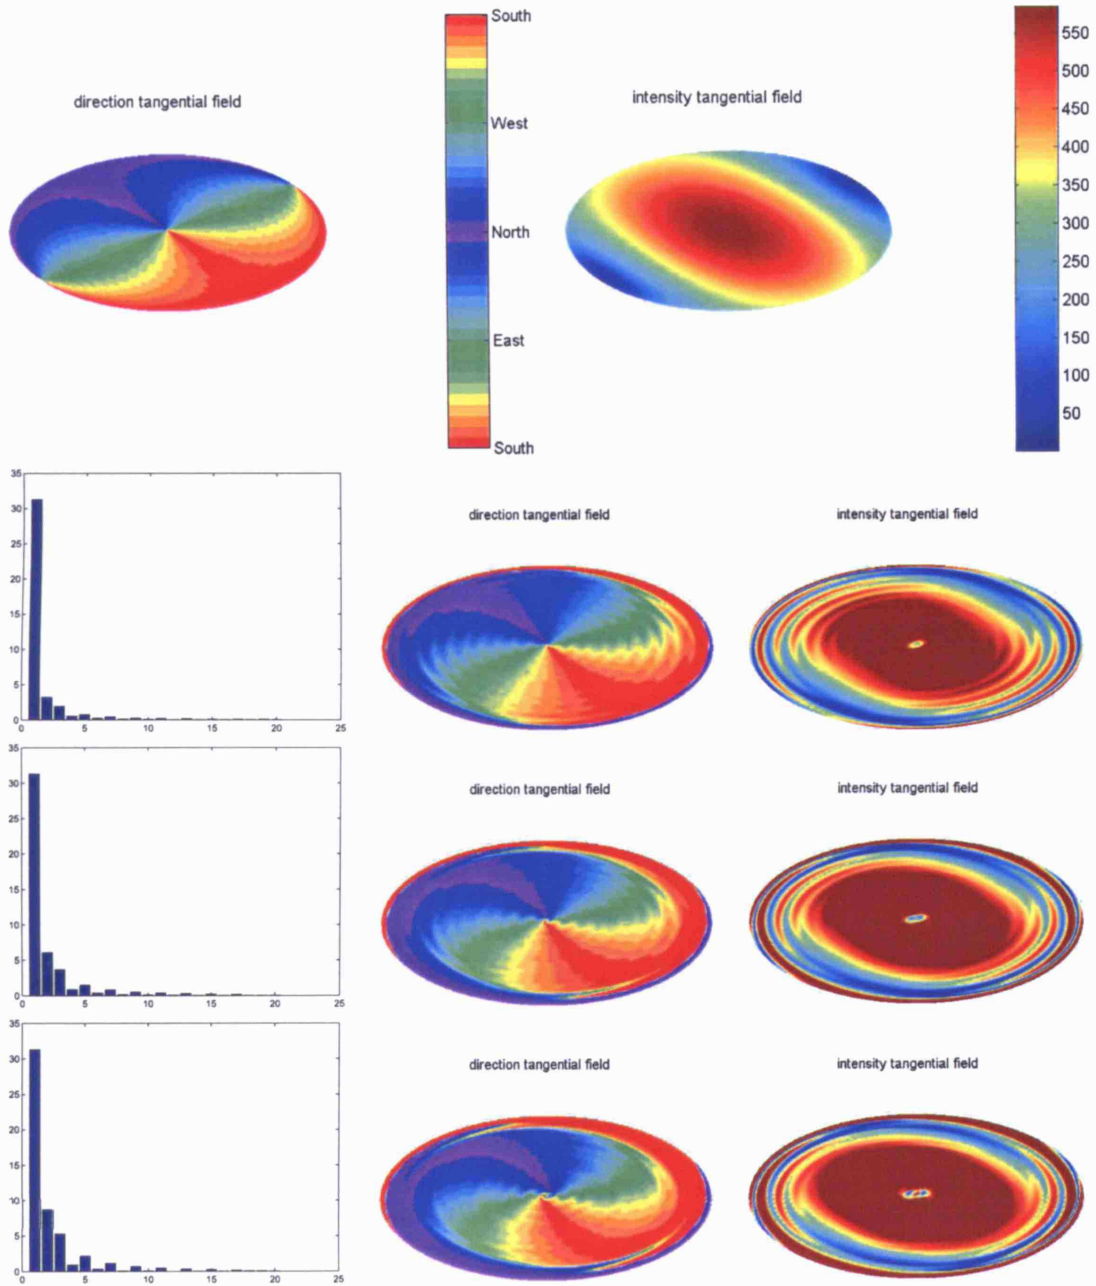 direction tangential field
South
West
North
East
South
intensity tangential field
550
500
450
400
350
300
250
200
150
100
50
35
30
25
20
15
10
5
0
0 5 10 15 20 25
direction tangential field
intensity tangential field
35
30
25
20
15
10
5
0
0 5 10 15 20 25
direction tangential field
intensity tangential field
35
30
25
20
15
10
5
0
0 5 10 15 20 25
direction tangential field
intensity tangential field